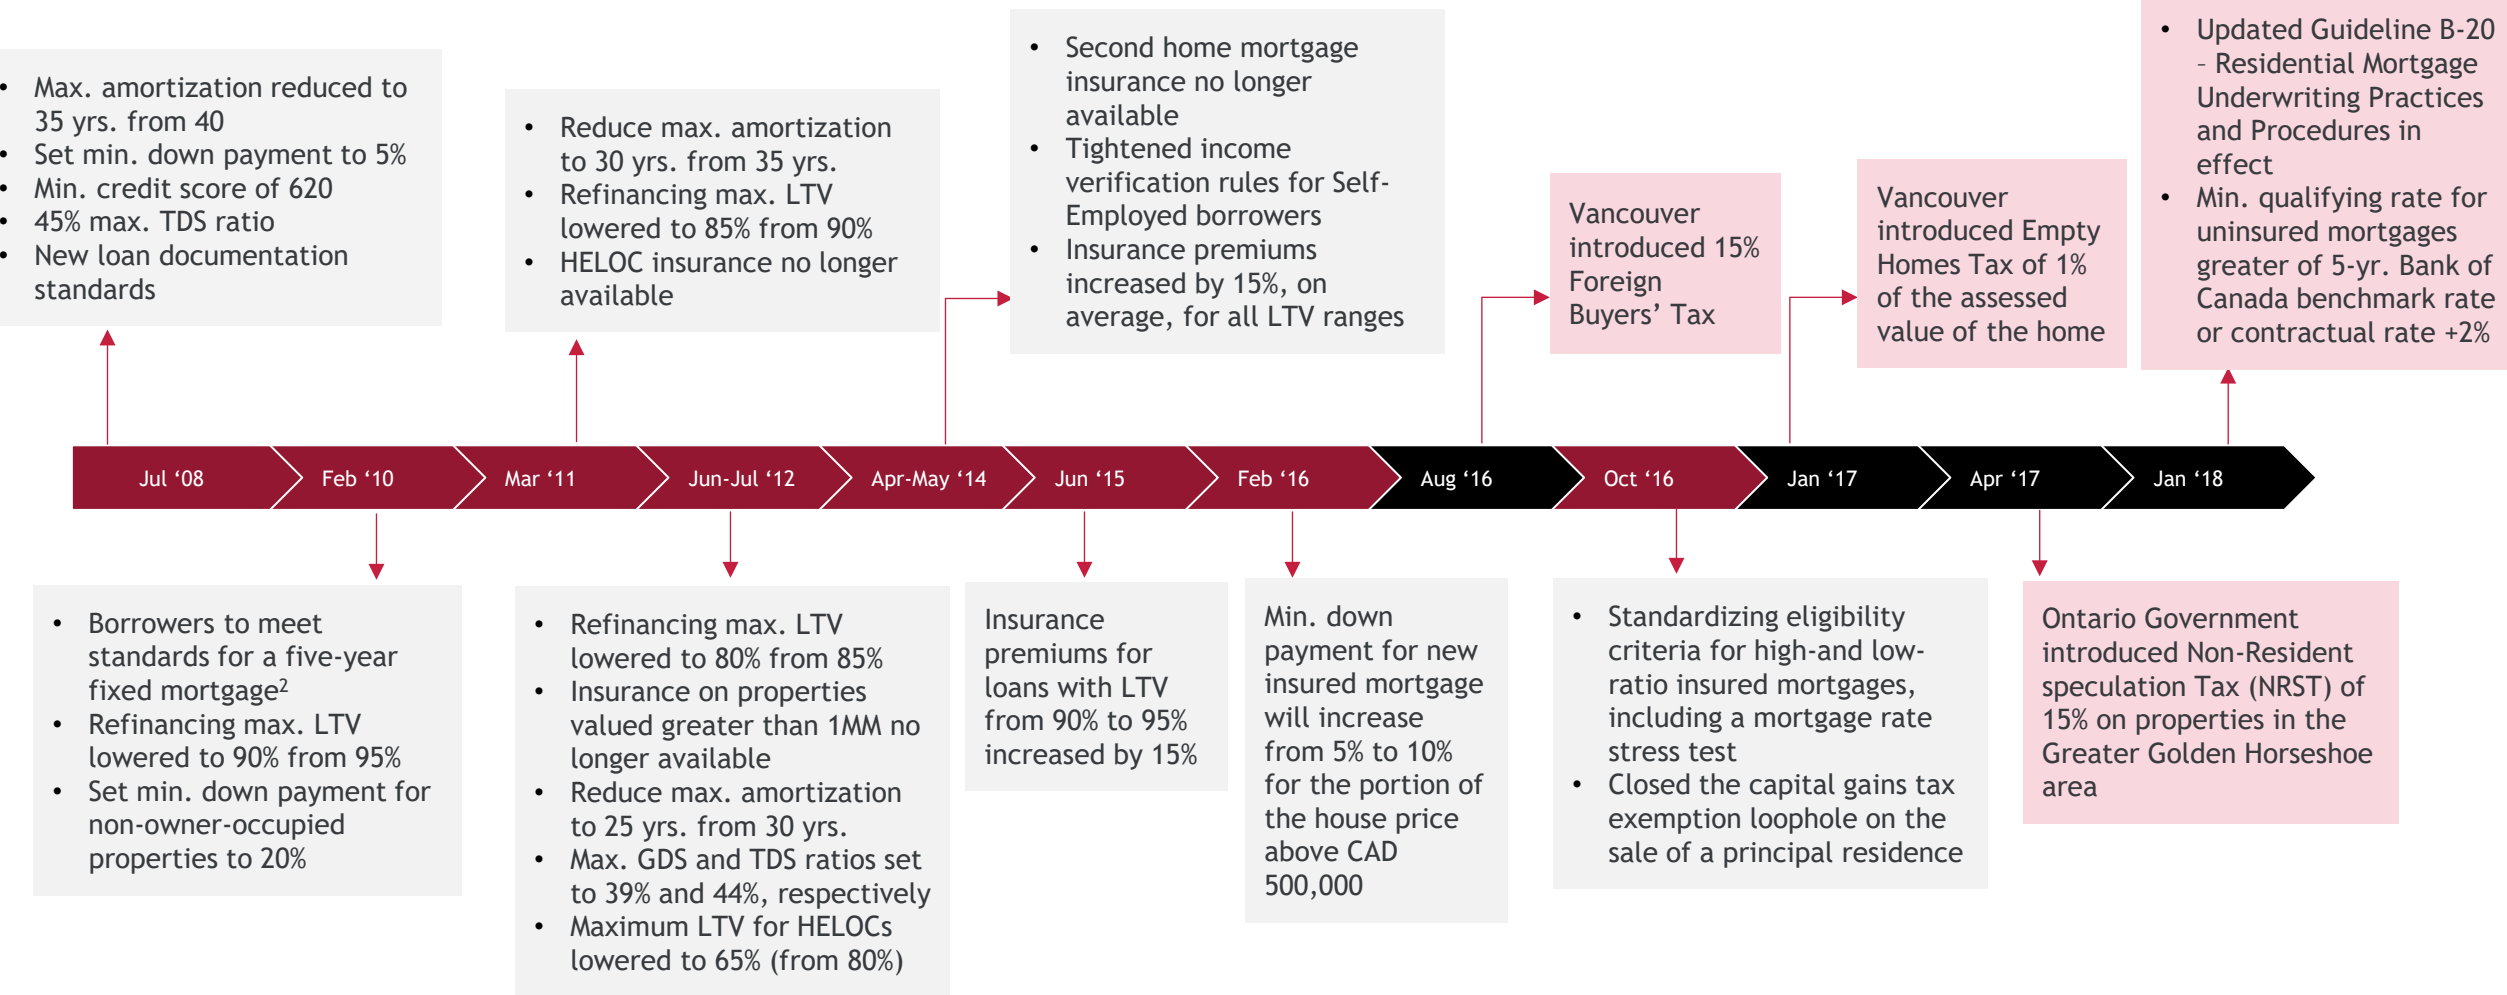 • Max. amortization reduced to
35 yrs. from 40
• Set min. down payment to 5%
• Min. credit score of 620
• 45% max. TDS ratio
• New loan documentation
standards
• Reduce max. amortization
to 30 yrs. from 35 yrs.
• Refinancing max. LTV
lowered to 85% from 90%
• HELOC insurance no longer
available
• Second home mortgage
insurance no longer
available
• Tightened income
verification rules for Self-
Employed borrowers
• Insurance premiums
increased by 15%, on
average, for all LTV ranges
Vancouver
introduced 15%
Foreign
Buyers’ Tax
Vancouver
introduced Empty
Homes Tax of 1%
of the assessed
value of the home
• Updated Guideline B-20
– Residential Mortgage
Underwriting Practices
and Procedures in
effect
• Min. qualifying rate for
uninsured mortgages
greater of 5-yr. Bank of
Canada benchmark rate
or contractual rate +2%
Jul ‘08
Feb ‘10
Mar ‘11
Jun-Jul ‘12
Apr-May ‘14
Jun ‘15
Feb ‘16
Aug ‘16
Oct ‘16
Jan ‘17
Apr ‘17
Jan ‘18
• Borrowers to meet
standards for a five-year
fixed mortgage²
• Refinancing max. LTV
lowered to 90% from 95%
• Set min. down payment for
non-owner-occupied
properties to 20%
• Refinancing max. LTV
lowered to 80% from 85%
• Insurance on properties
valued greater than 1MM no
longer available
• Reduce max. amortization
to 25 yrs. from 30 yrs.
• Max. GDS and TDS ratios set
to 39% and 44%, respectively
• Maximum LTV for HELOCs
lowered to 65% (from 80%)
Insurance
premiums for
loans with LTV
from 90% to 95%
increased by 15%
Min. down
payment for new
insured mortgage
will increase
from 5% to 10%
for the portion of
the house price
above CAD
500,000
• Standardizing eligibility
criteria for high-and low-
ratio insured mortgages,
including a mortgage rate
stress test
• Closed the capital gains tax
exemption loophole on the
sale of a principal residence
Ontario Government
introduced Non-Resident
speculation Tax (NRST) of
15% on properties in the
Greater Golden Horseshoe
area